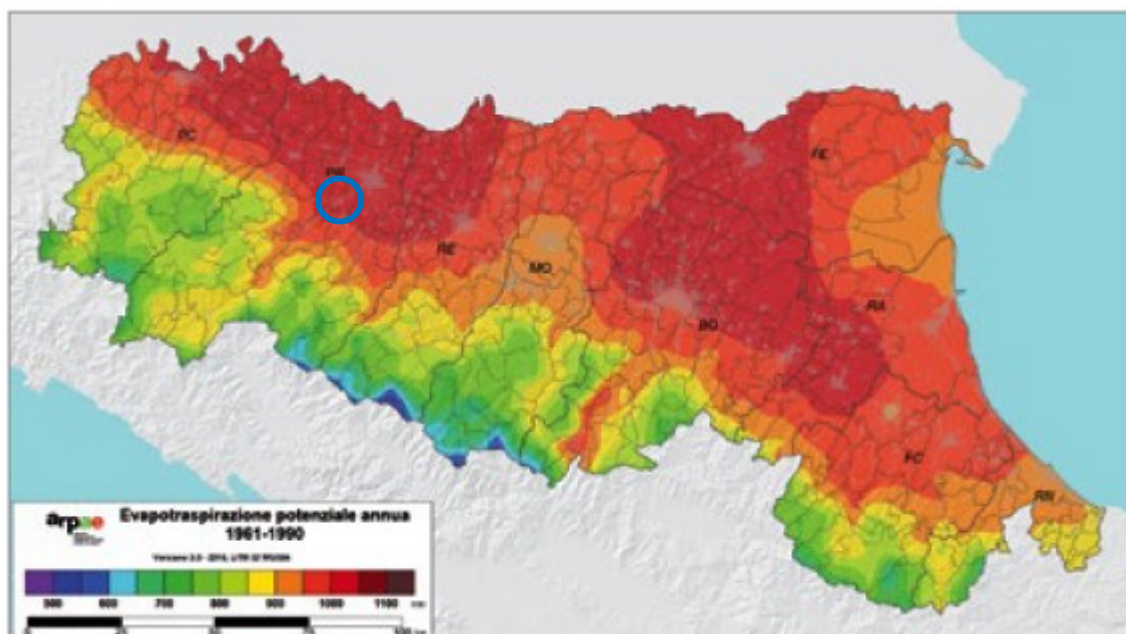 PC
PR
FE
RE
MO
BO
RA
FC
RN
arpae
Evapotraspirazione potenziale annua
1961-1990
500 600 700 800 900 1000 1100